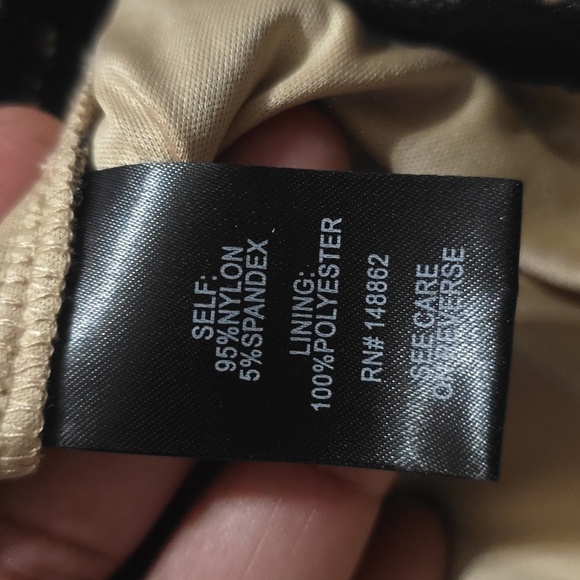 SELF:
95%NYLON
5%SPANDEX
LINING:
100%POLYESTER
RN# 148862
SEE CARE
ON REVERSE